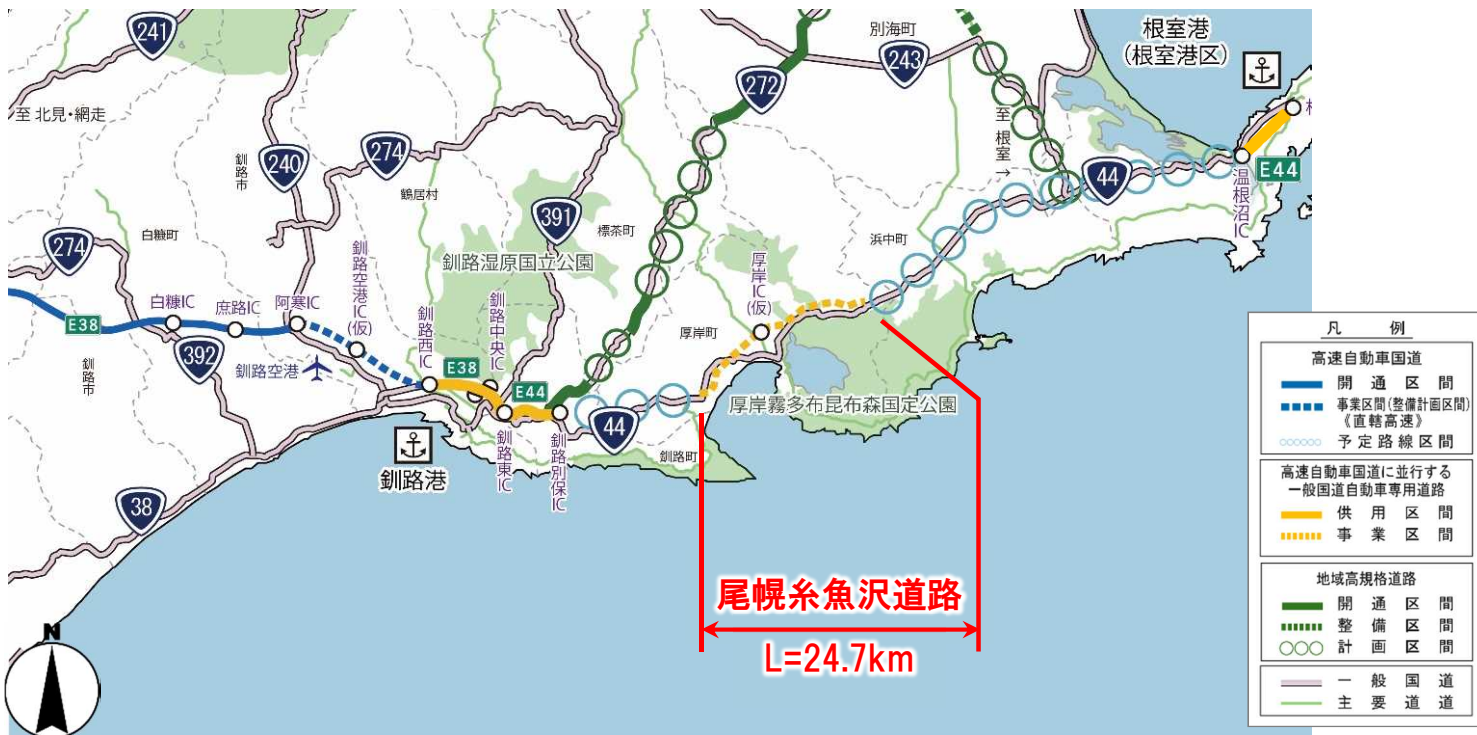 241
至 北見・網走
釧路市
240
274
鶴居村
391
標茶町
272
別海町
243
根室港
(根室港区)
至 根室→
44
温根沼IC
E44
根
274
白糠町
釧路湿原国立公園
浜中町
厚岸IC(仮)
厚岸町
白糠IC
庶路IC
阿寒IC
釧路空港IC(仮)
釧路西IC
釧路中央IC
E38
392
釧路市
釧路空港
E38
E44
釧路東IC
釧路別保IC
44
釧路町
厚岸霧多布昆布森国定公園
釧路港
38
尾幌糸魚沢道路
L=24.7km
N
凡 例
高速自動車国道
開通区間
事業区間(整備計画区間)
《直轄高速》
予定路線区間
高速自動車国道に並行する
一般国道自動車専用道路
供用区間
事業区間
地域高規格道路
開通区間
整備区間
計画区間
一般国道
主要道道